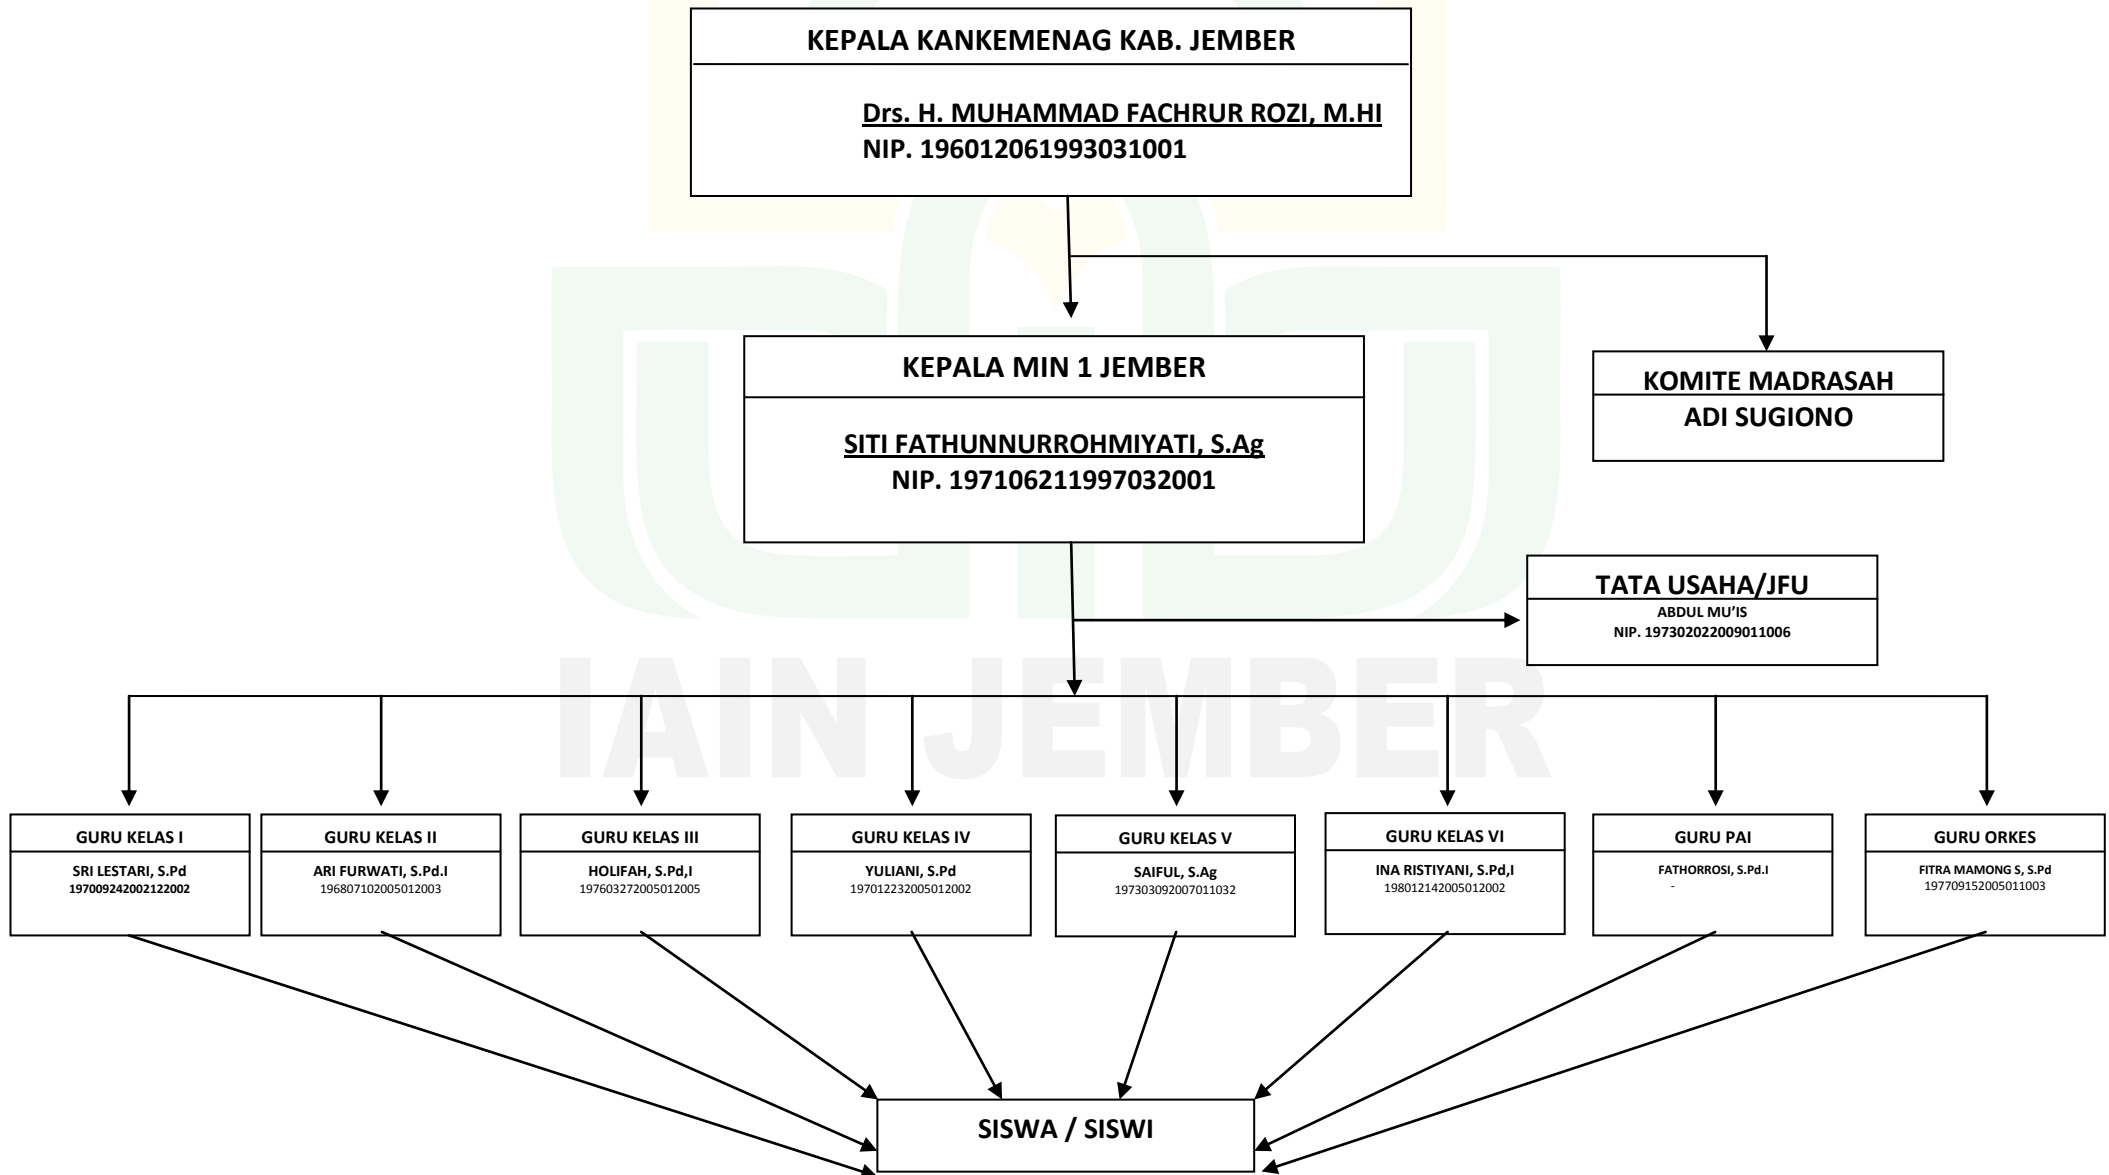 KEPALA KANKEMENAG KAB. JEMBER
Drs. H. MUHAMMAD FACHRUR ROZI, M.HI
NIP. 196012061993031001
KEPALA MIN 1 JEMBER
SITI FATHUNNURROHMIYATI, S.Ag
NIP. 197106211997032001
KOMITE MADRASAH
ADI SUGIONO
TATA USAHA/JFU
ABDUL MU’IS
NIP. 197302022009011006
IAIN JEMBER
GURU KELAS I
SRI LESTARI, S.Pd
197009242002122002
GURU KELAS II
ARI FURWATI, S.Pd.I
196807102005012003
GURU KELAS III
HOLIFAH, S.Pd,I
197603272005012005
GURU KELAS IV
YULIANI, S.Pd
197012232005012002
GURU KELAS V
SAIFUL, S.Ag
197303092007011032
GURU KELAS VI
INA RISTIYANI, S.Pd,I
198012142005012002
GURU PAI
FATHORROSI, S.Pd.I
-
GURU ORKES
FITRA MAMONG S, S.Pd
197709152005011003
SISWA / SISWI